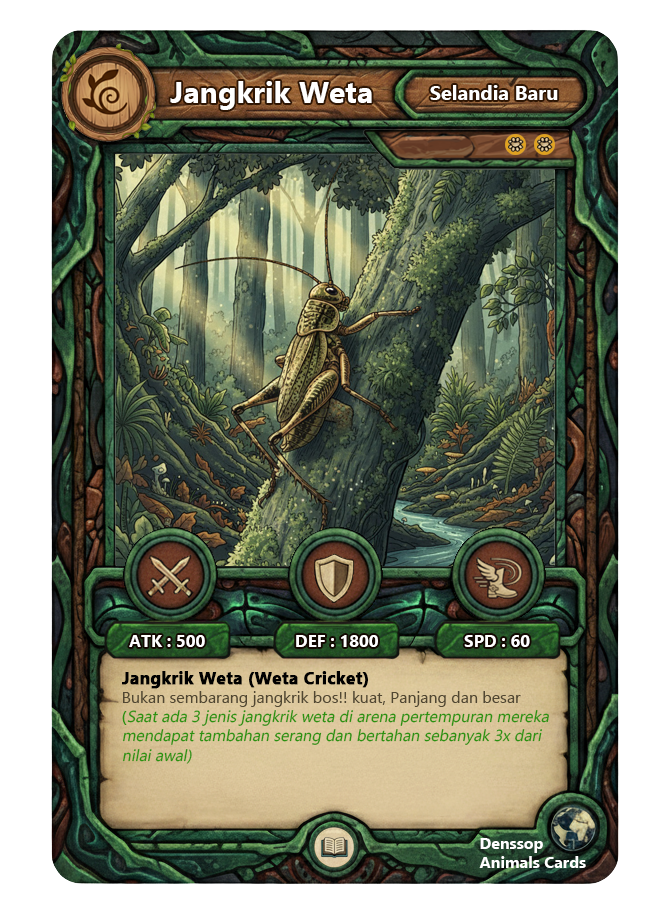 Jangkrik Weta
Selandia Baru
ATK : 500
DEF : 1800
SPD : 60
Jangkrik Weta (Weta Cricket)
Bukan sembarang jangkrik bos!! kuat, Panjang dan besar
(Saat ada 3 jenis jangkrik weta di arena pertempuran mereka
mendapat tambahan serang dan bertahan sebanyak 3x dari
nilai awal)
Denssop
Animals Cards